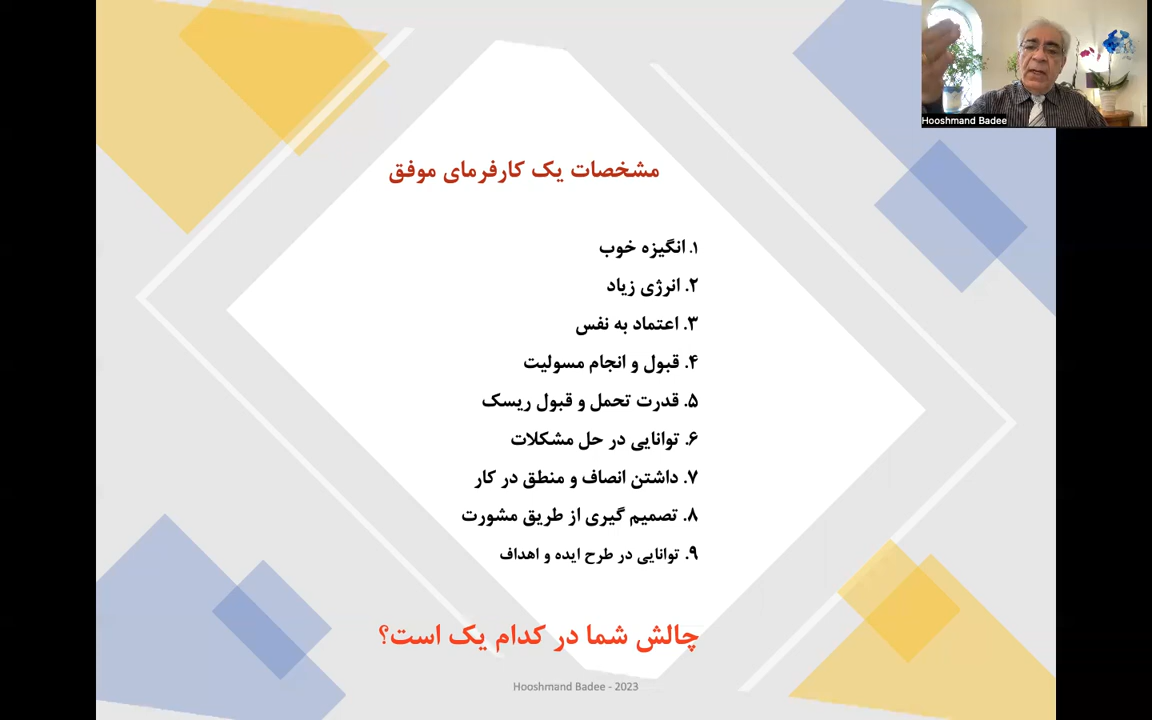 Hooshmand Badee
مشخصات یک کارفرمای موفق
۱. انگیزه خوب
۲. انرژی زیاد
۳. اعتماد به نفس
۴. قبول و انجام مسولیت
۵. قدرت تحمل و قبول ریسک
۶. توانایی در حل مشکلات
۷. داشتن انصاف و منطق در کار
۸. تصمیم گیری از طریق مشورت
۹. توانایی در طرح ایده و اهداف
چالش شما در کدام یک است؟
Hooshmand Badee - 2023